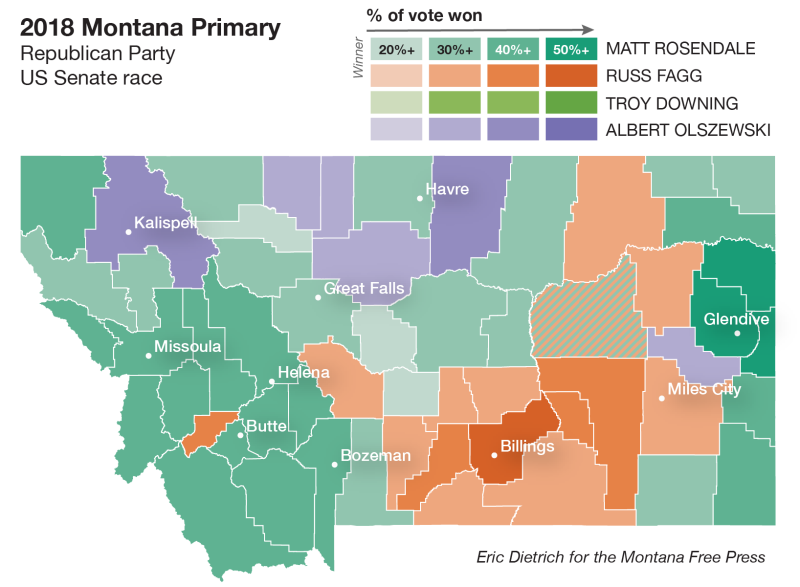 2018 Montana Primary
Republican Party
US Senate race
% of vote won
Winner
20%+ 30%+ 40%+ 50%+ MATT ROSENDALE
RUSS FAGG
TROY DOWNING
ALBERT OLSZEWSKI
Havre
Kalispell
Great Falls
Glendive
Missoula
Helena
Miles City
Butte
Billings
Bozeman
Eric Dietrich for the Montana Free Press